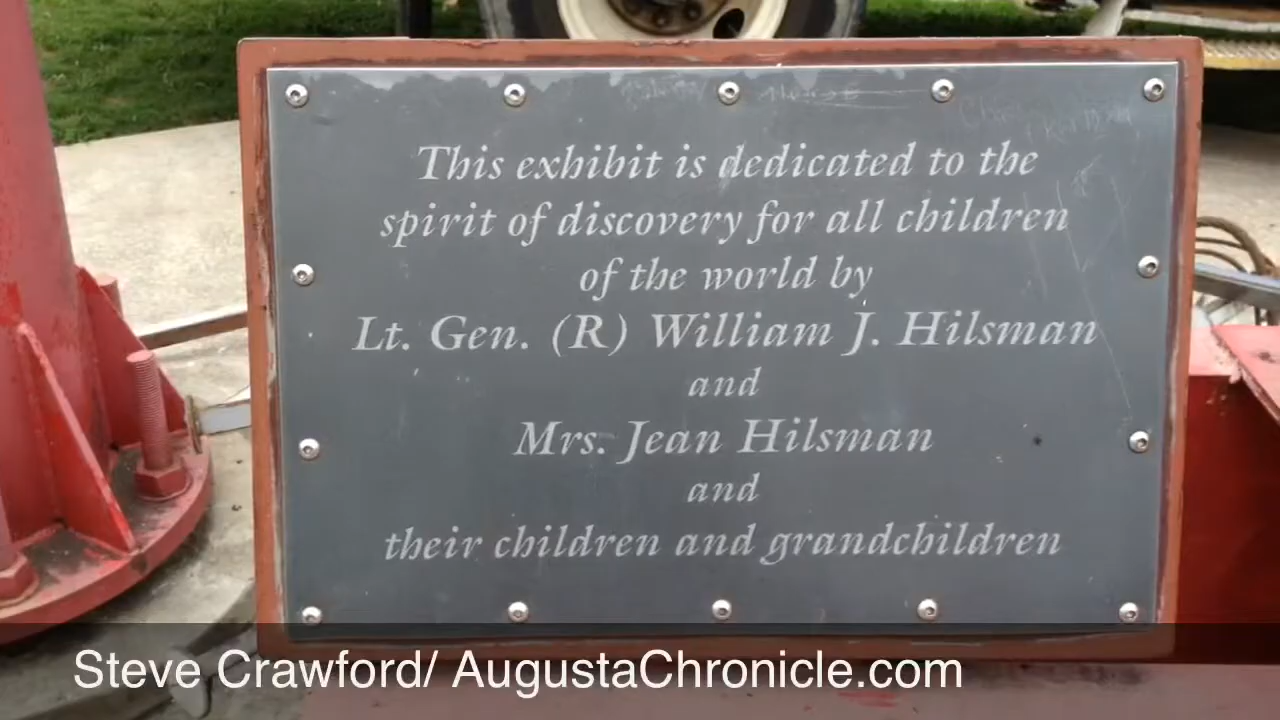 This exhibit is dedicated to the
spirit of discovery for all children
of the world by
Lt. Gen. (R) William J. Hilsman
and
Mrs. Jean Hilsman
and
their children and grandchildren
Steve Crawford/ AugustaChronicle.com